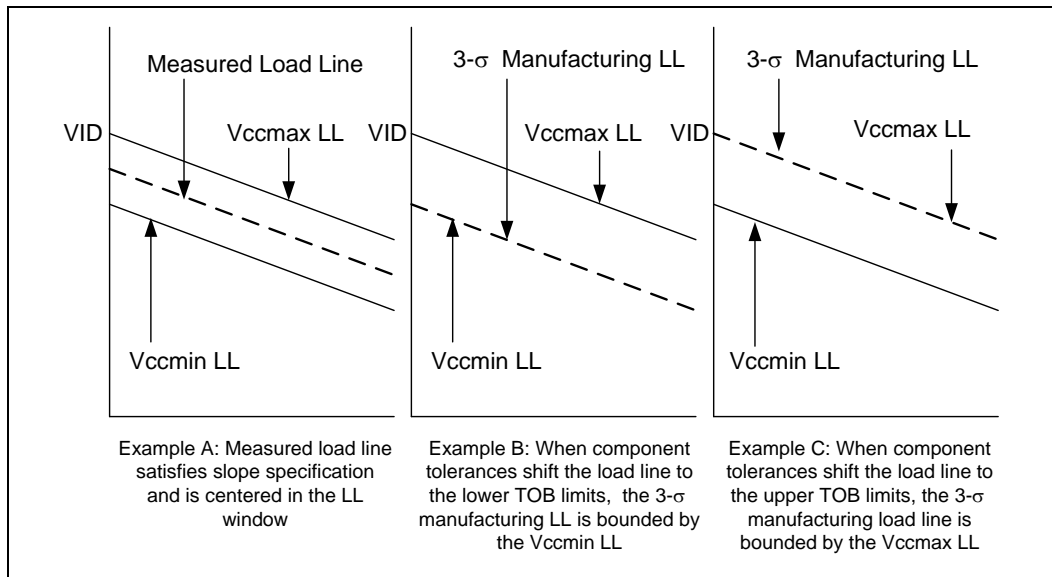 Measured Load Line
VID
Vccmax LL
Vccmin LL
Example A: Measured load line
satisfies slope specification
and is centered in the LL
window
3-σ Manufacturing LL
VID
Vccmax LL
Vccmin LL
Example B: When component
tolerances shift the load line to
the lower TOB limits, the 3-σ
manufacturing LL is bounded by
the Vccmin LL
3-σ Manufacturing LL
VID
Vccmax LL
Vccmin LL
Example C: When component
tolerances shift the load line to
the upper TOB limits, the 3-σ
manufacturing load line is
bounded by the Vccmax LL